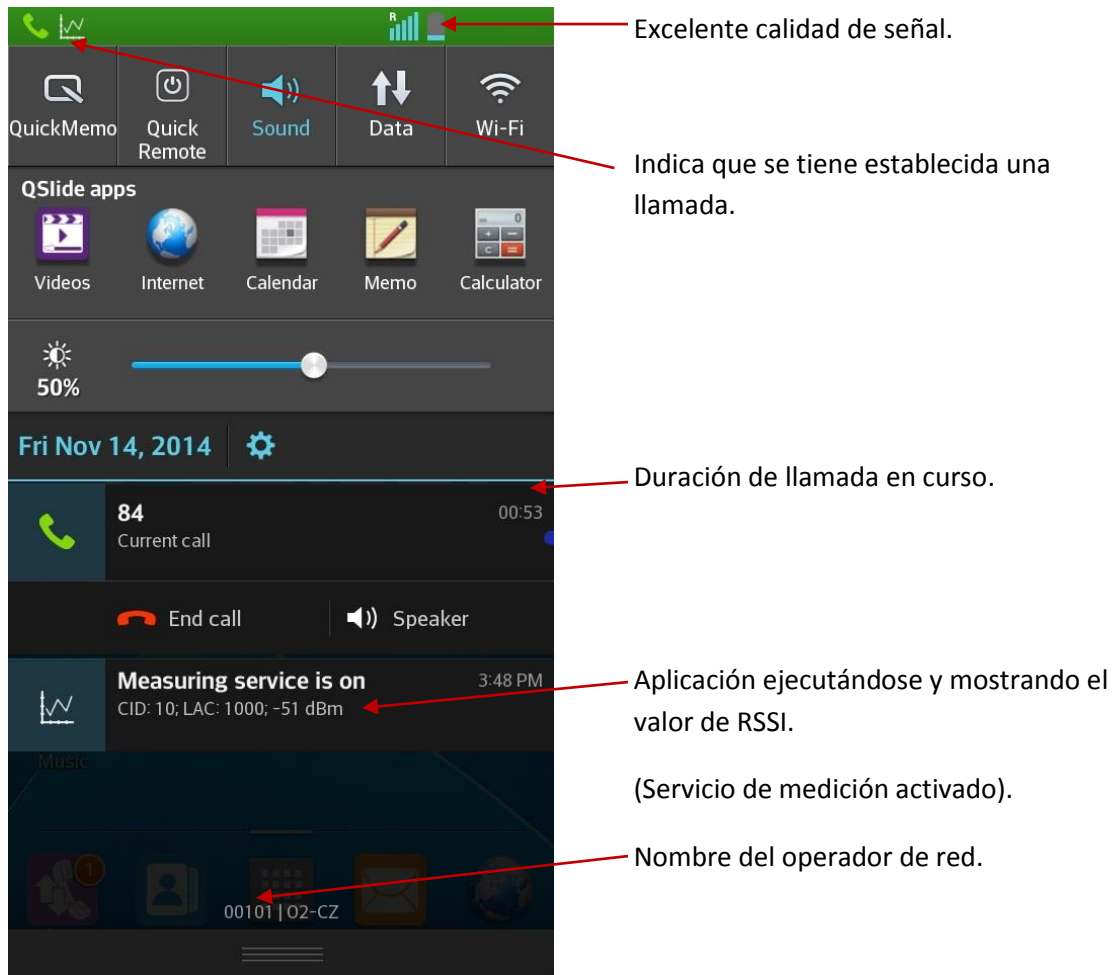 R
Excelente calidad de señal.
QuickMemo
Quick
Remote
Sound
Data
Wi-Fi
Indica que se tiene establecida una
llamada.
QSlide apps
Videos
Internet
Calendar
Memo
Calculator
50%
Fri Nov 14, 2014
Duración de llamada en curso.
84
00:53
Current call
End call
Speaker
Measuring service is on
3:48 PM
CID: 10; LAC: 1000; -51 dBm
Aplicación ejecutándose y mostrando el
valor de RSSI.
(Servicio de medición activado).
Music
1
Nombre del operador de red.
00101 | O2-CZ